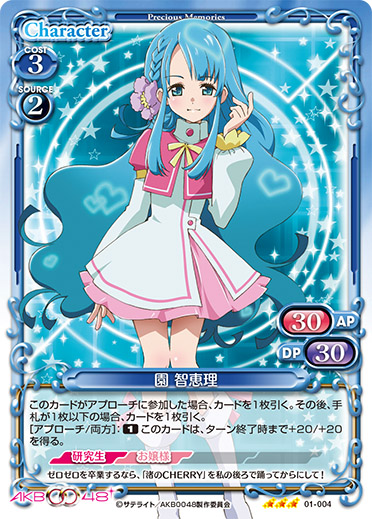 Precious Memories
Character
COST
3
SOURCE
2
30 AP
DP 30
園 智恵理
このカードがアプローチに参加した場合、カードを1枚引く。その後、手
札が1枚以下の場合、カードを1枚引く。
[アプローチ/両方]:1このカードは、ターン終了時まで+20/+20
を得る。
研究生 お嬢様
ゼロゼロを卒業するなら、「渚のCHERRY」を私の後ろで踊ってからにして!
AKB0048
01-004
©サテライト/AKB0048製作委員会